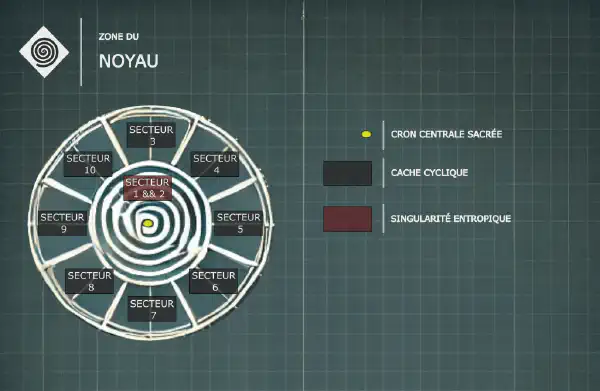 ZONE DU
NOYAU
SECTEUR
3
SECTEUR
10
SECTEUR
4
SECTEUR
1 && 2
SECTEUR
9
SECTEUR
5
SECTEUR
8
SECTEUR
6
SECTEUR
7
CRON CENTRALE SACRÉE
CACHE CYCLIQUE
SINGULARITÉ ENTROPIQUE